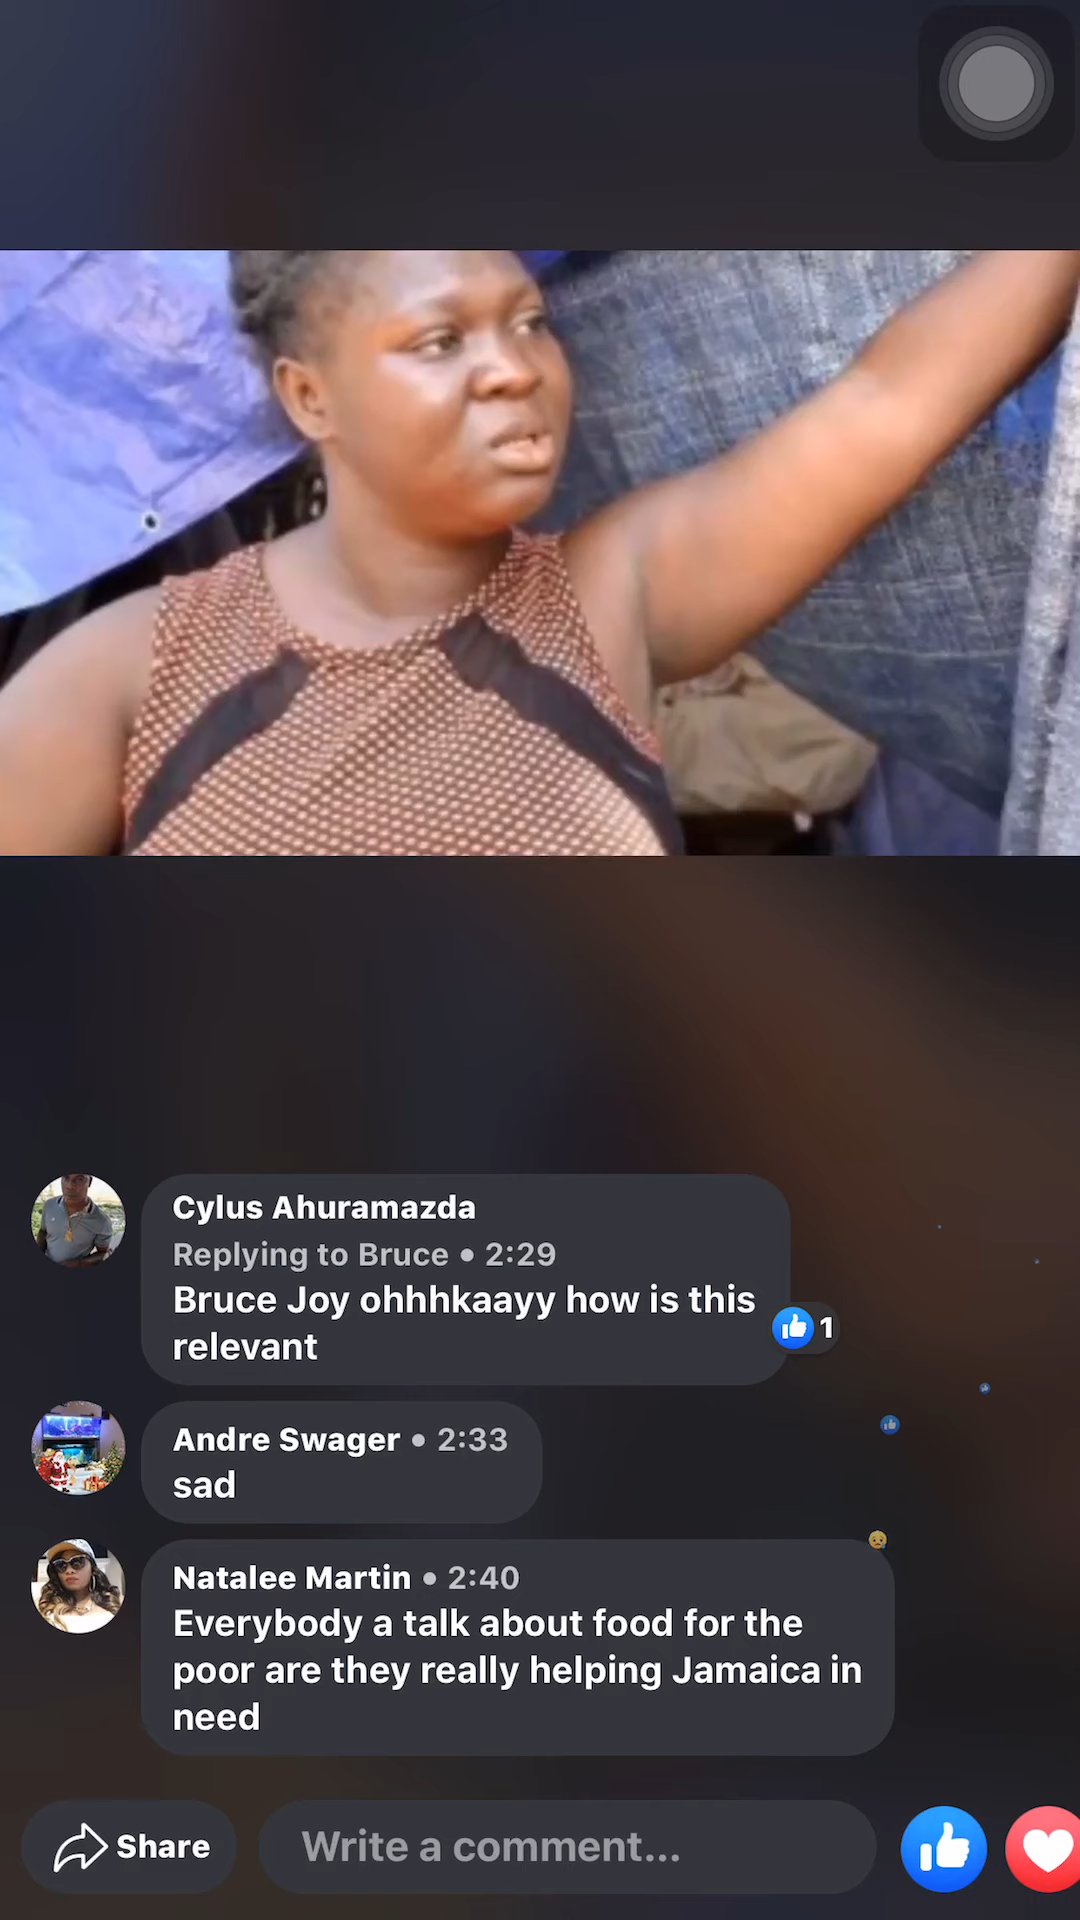 Cylus Ahuramazda
Replying to Bruce • 2:29
Bruce Joy ohhhkaayy how is this
relevant
1
Andre Swager • 2:33
sad
Natalee Martin • 2:40
Everybody a talk about food for the
poor are they really helping Jamaica in
need
Share
Write a comment...